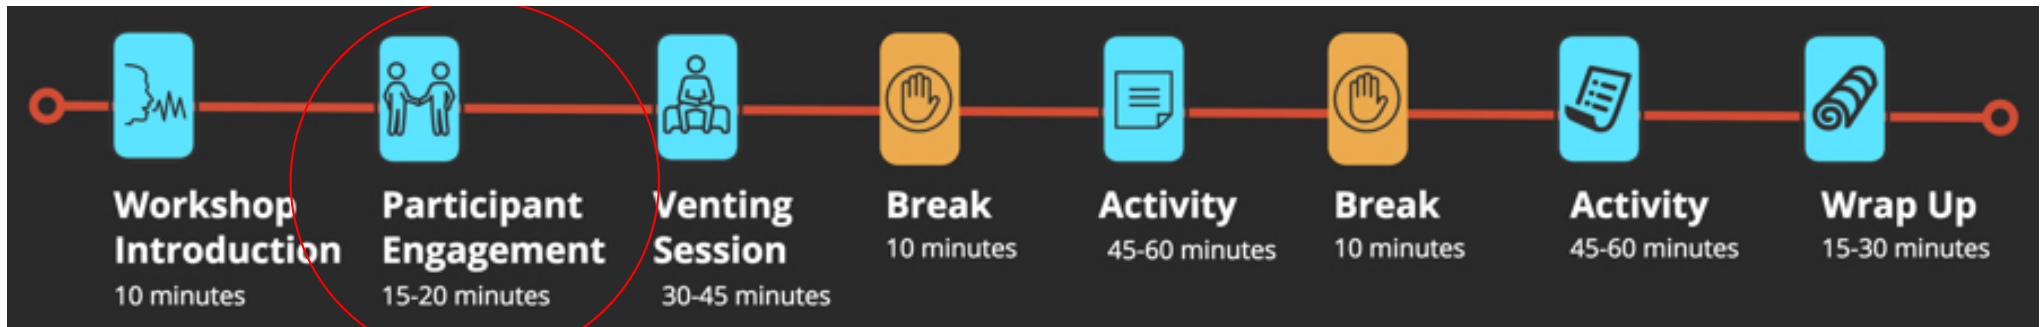 Workshop
Introduction
10 minutes
Participant
Engagement
15-20 minutes
Venting
Session
30-45 minutes
Break
10 minutes
Activity
45-60 minutes
Break
10 minutes
Activity
45-60 minutes
Wrap Up
15-30 minutes